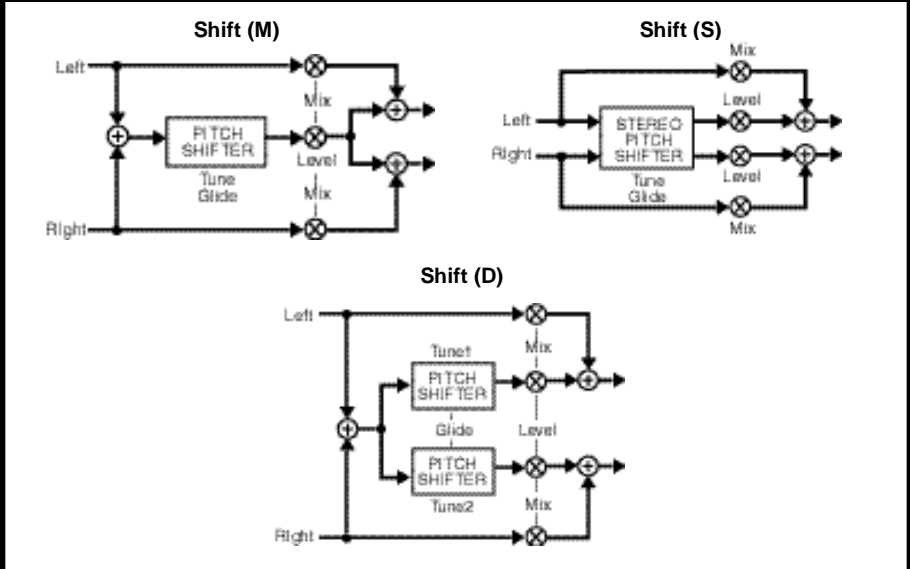 Shift (M)
Left
Mix
PITCH
SHIFTER
Level
Tune
Glide
Mix
Right
Shift (S)
Mix
Level
Left
STEREO
PITCH
SHIFTER
Right
Level
Tune
Glide
Mix
Shift (D)
Left
Mix
Tune1
PITCH
SHIFTER
Glide
Level
PITCH
SHIFTER
Tune2
Mix
Right